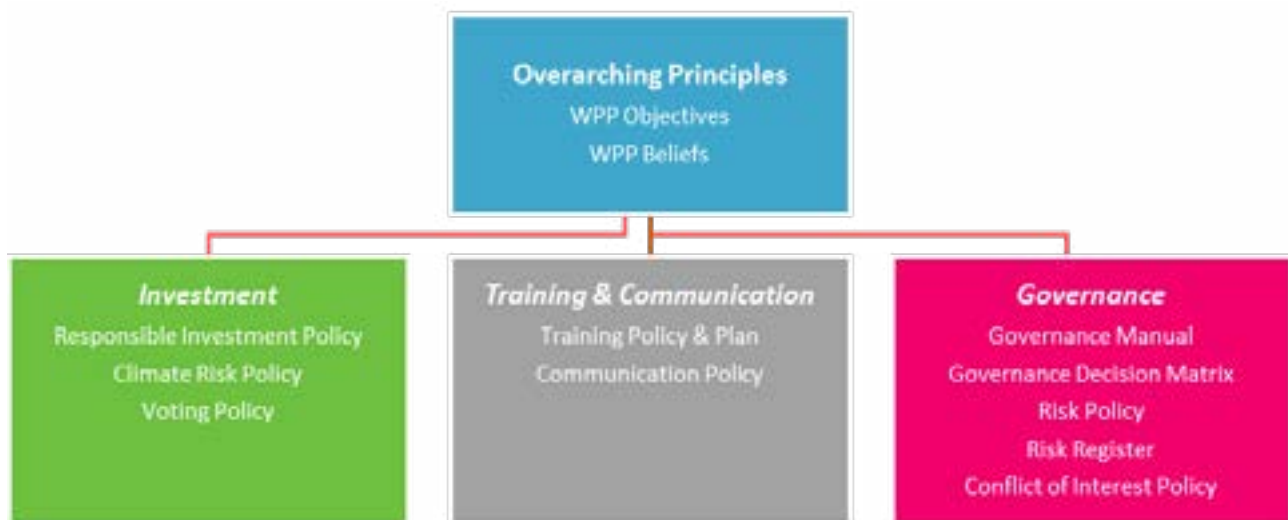 Overarching Principles
WPP Objectives
WPP Beliefs
Investment
Responsible Investment Policy
Climate Risk Policy
Voting Policy
Training & Communication
Training Policy & Plan
Communication Policy
Governance
Governance Manual
Governance Decision Matrix
Risk Policy
Risk Register
Conflict of Interest Policy